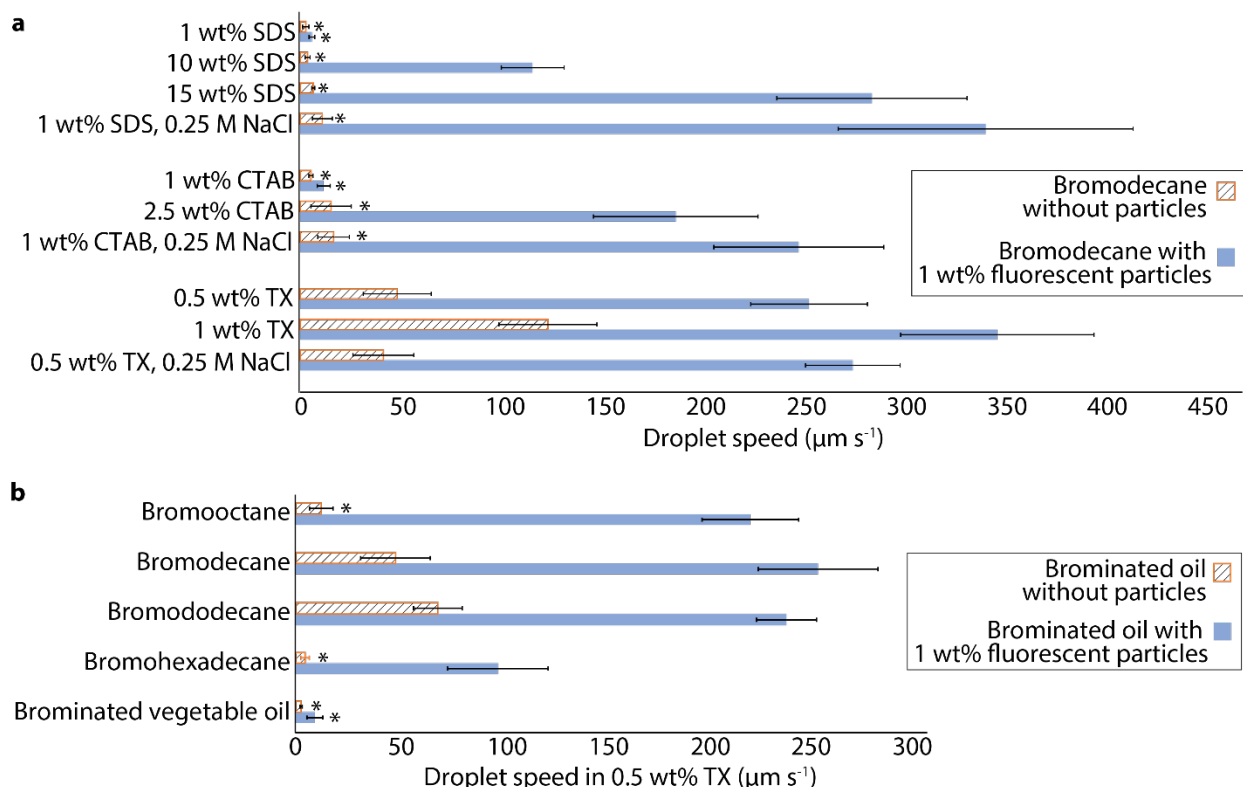 a
1 wt% SDS
*
*
10 wt% SDS
*
15 wt% SDS
*
1 wt% SDS, 0.25 M NaCl
*
1 wt% CTAB
*
*
2.5 wt% CTAB
*
1 wt% CTAB, 0.25 M NaCl
*
0.5 wt% TX
1 wt% TX
0.5 wt% TX, 0.25 M NaCl
Bromodecane
without particles
Bromodecane with
1 wt% fluorescent particles
0 50 100 150 200 250 300 350 400 450
Droplet speed (µm s⁻¹)
b
Bromooctane
*
Bromodecane
Bromododecane
Bromohexadecane
*
Brominated vegetable oil
*
*
Brominated oil
without particles
Brominated oil with
1 wt% fluorescent particles
0 50 100 150 200 250 300
Droplet speed in 0.5 wt% TX (µm s⁻¹)